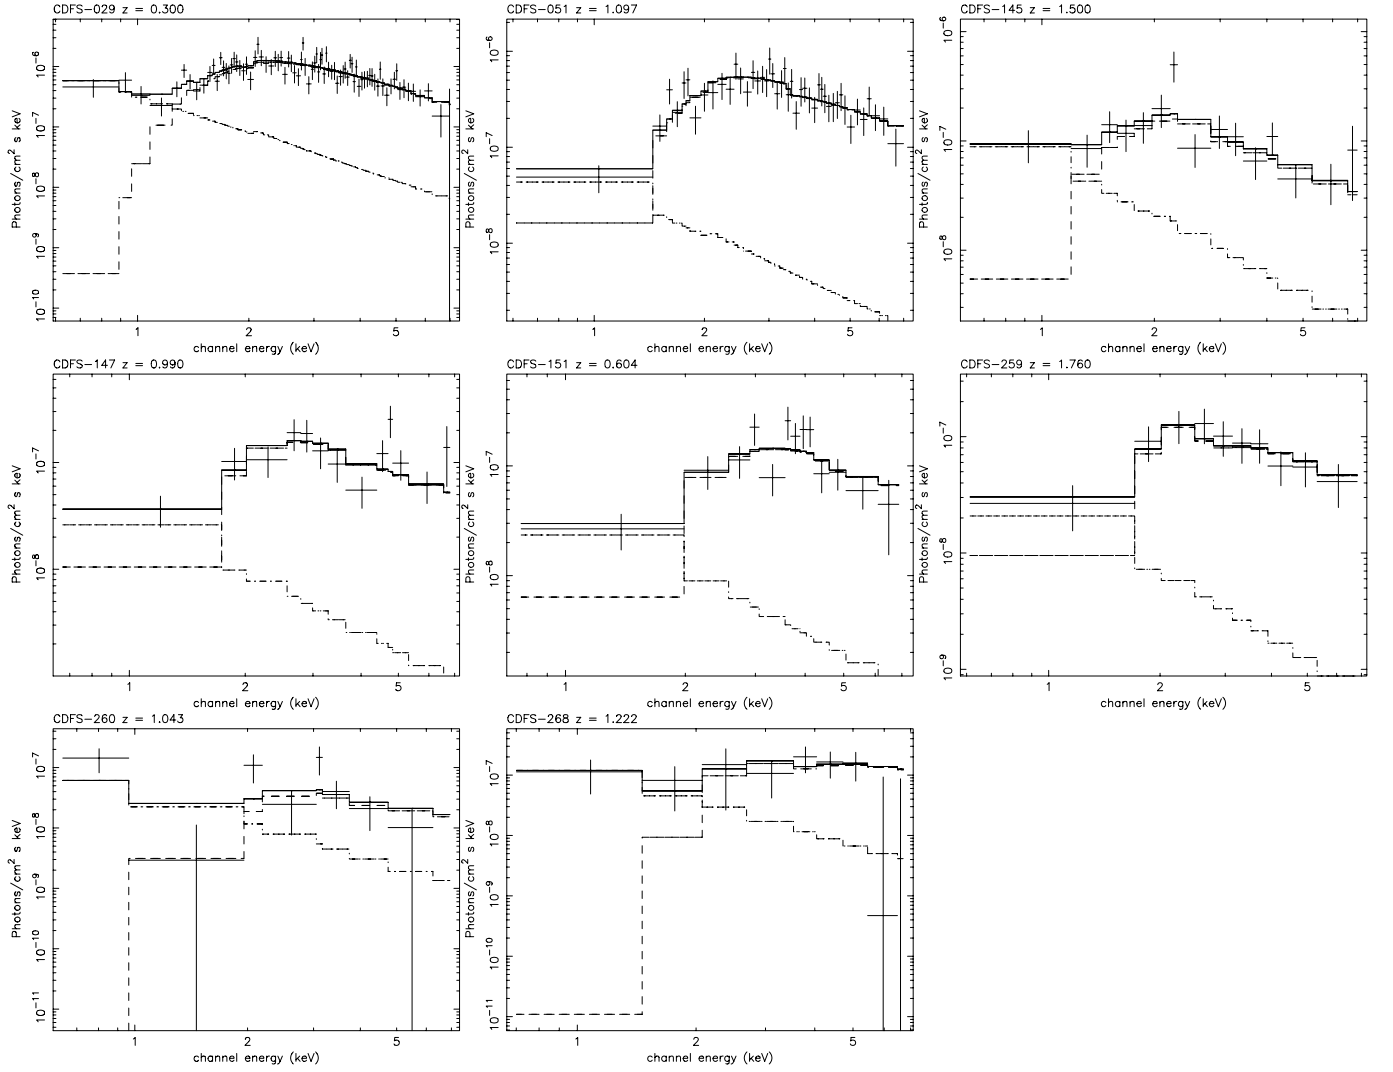 CDFS-029 z = 0.300
CDFS-051 z = 1.097
CDFS-145 z = 1.500
Photons/cm² s keV
10⁻⁶
10⁻⁷
10⁻⁸
10⁻⁹
10⁻¹⁰
1 2 5
channel energy (keV)
Photons/cm² s keV
10⁻⁶
10⁻⁷
10⁻⁸
1 2 5
channel energy (keV)
Photons/cm² s keV
10⁻⁶
10⁻⁷
10⁻⁸
1 2 5
channel energy (keV)
CDFS-147 z = 0.990
CDFS-151 z = 0.604
CDFS-259 z = 1.760
Photons/cm² s keV
10⁻⁷
10⁻⁸
1 2 5
channel energy (keV)
Photons/cm² s keV
10⁻⁷
10⁻⁸
1 2 5
channel energy (keV)
Photons/cm² s keV
10⁻⁷
10⁻⁸
10⁻⁹
1 2 5
channel energy (keV)
CDFS-260 z = 1.043
CDFS-268 z = 1.222
Photons/cm² s keV
10⁻⁷
10⁻⁸
10⁻⁹
10⁻¹⁰
10⁻¹¹
1 2 5
channel energy (keV)
Photons/cm² s keV
10⁻⁷
10⁻⁸
10⁻⁹
10⁻¹⁰
10⁻¹¹
1 2 5
channel energy (keV)